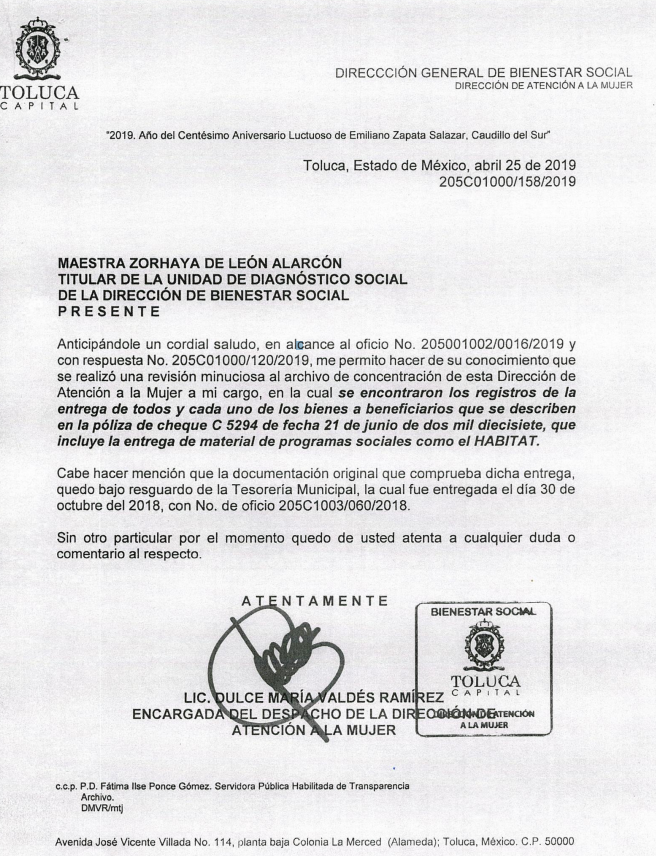 TOLUCA
CAPITAL
DIRECCCIÓN GENERAL DE BIENESTAR SOCIAL
DIRECCIÓN DE ATENCIÓN A LA MUJER
"2019. Año del Centésimo Aniversario Luctuoso de Emiliano Zapata Salazar, Caudillo del Sur"
Toluca, Estado de México, abril 25 de 2019
205C01000/158/2019
MAESTRA ZORHAYA DE LEÓN ALARCÓN
TITULAR DE LA UNIDAD DE DIAGNÓSTICO SOCIAL
DE LA DIRECCIÓN DE BIENESTAR SOCIAL
P R E S E N T E
Anticipándole un cordial saludo, en alcance al oficio No. 205001002/0016/2019 y
con respuesta No. 205C01000/120/2019, me permito hacer de su conocimiento que
se realizó una revisión minuciosa al archivo de concentración de esta Dirección de
Atención a la Mujer a mi cargo, en la cual se encontraron los registros de la
entrega de todos y cada uno de los bienes a beneficiarios que se describen
en la póliza de cheque C 5294 de fecha 21 de junio de dos mil diecisiete, que
incluye la entrega de material de programas sociales como el HABITAT.
Cabe hacer mención que la documentación original que comprueba dicha entrega,
quedo bajo resguardo de la Tesorería Municipal, la cual fue entregada el día 30 de
octubre del 2018, con No. de oficio 205C1003/060/2018.
Sin otro particular por el momento quedo de usted atenta a cualquier duda o
comentario al respecto.
A T E N T A M E N T E
BIENESTAR SOCIAL
TOLUCA
CAPITAL
DIRECCIÓN DE ATENCIÓN
A LA MUJER
LIC. DULCE MARÍA VALDÉS RAMÍREZ
ENCARGADA DEL DESPACHO DE LA DIRECCIÓN DE
ATENCIÓN A LA MUJER
c.c.p. P.D. Fátima Ilse Ponce Gómez. Servidora Pública Habilitada de Transparencia
Archivo.
DMVR/mtj
Avenida José Vicente Villada No. 114, planta baja Colonia La Merced (Alameda); Toluca, México. C.P. 50000